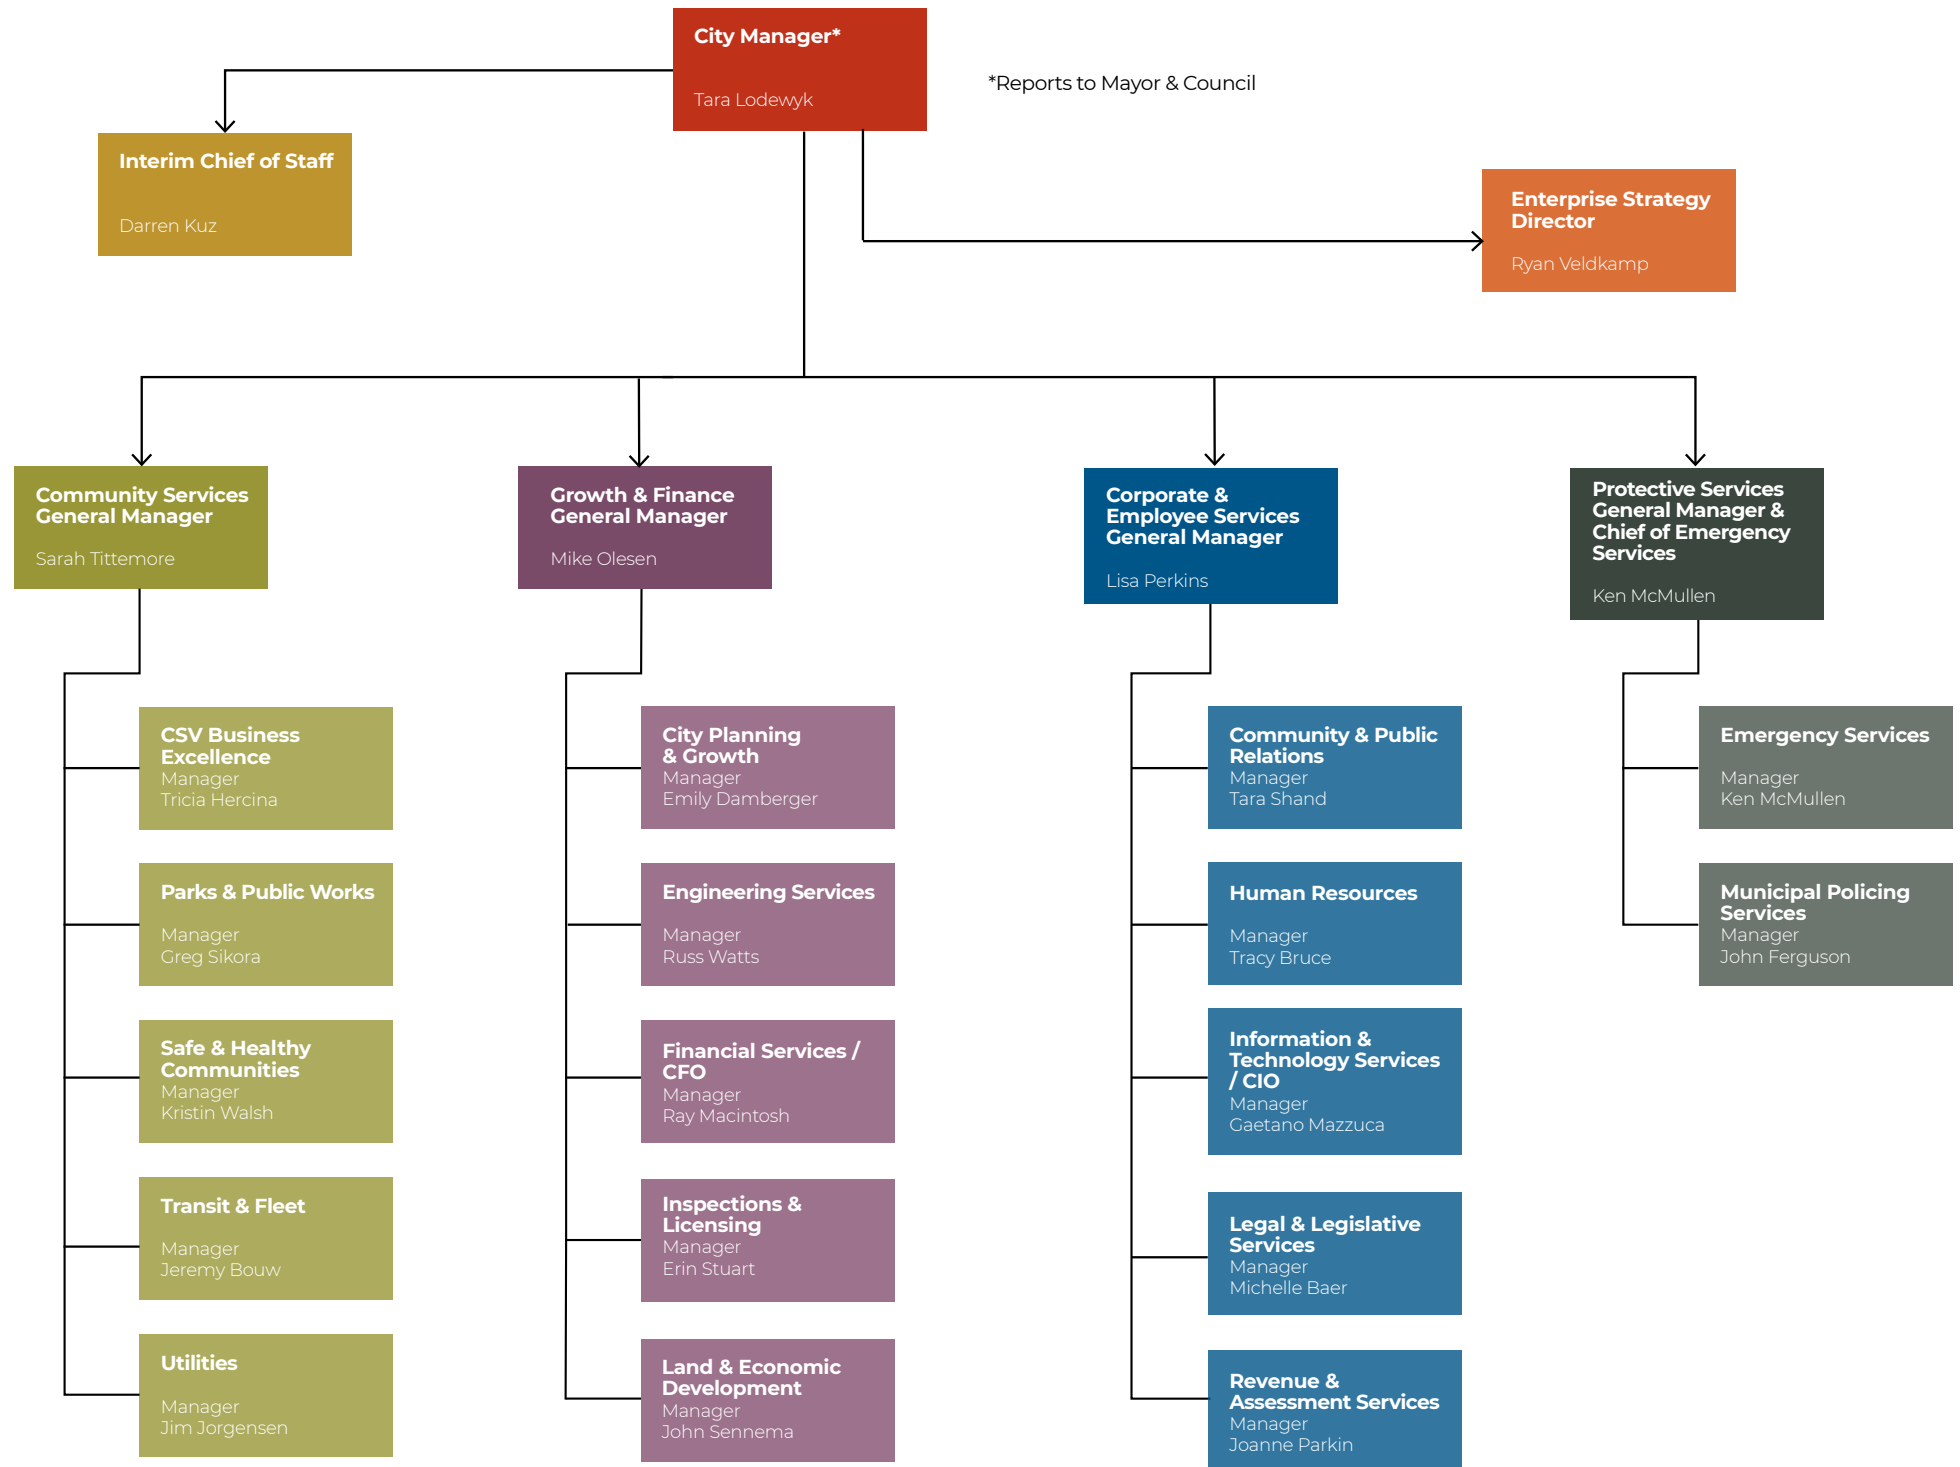 City Manager*
Tara Lodewyk
*Reports to Mayor & Council
Interim Chief of Staff
Darren Kuz
Enterprise Strategy
Director
Ryan Veldkamp
Community Services
General Manager
Sarah Tittemore
Growth & Finance
General Manager
Mike Olesen
Corporate &
Employee Services
General Manager
Lisa Perkins
Protective Services
General Manager &
Chief of Emergency
Services
Ken McMullen
CSV Business
Excellence
Manager
Tricia Hercina
Parks & Public Works
Manager
Greg Sikora
Safe & Healthy
Communities
Manager
Kristin Walsh
Transit & Fleet
Manager
Jeremy Bouw
Utilities
Manager
Jim Jorgensen
City Planning
& Growth
Manager
Emily Damberger
Engineering Services
Manager
Russ Watts
Financial Services /
CFO
Manager
Ray Macintosh
Inspections &
Licensing
Manager
Erin Stuart
Land & Economic
Development
Manager
John Sennema
Community & Public
Relations
Manager
Tara Shand
Human Resources
Manager
Tracy Bruce
Information &
Technology Services
/ CIO
Manager
Gaetano Mazzuca
Legal & Legislative
Services
Manager
Michelle Baer
Revenue &
Assessment Services
Manager
Joanne Parkin
Emergency Services
Manager
Ken McMullen
Municipal Policing
Services
Manager
John Ferguson